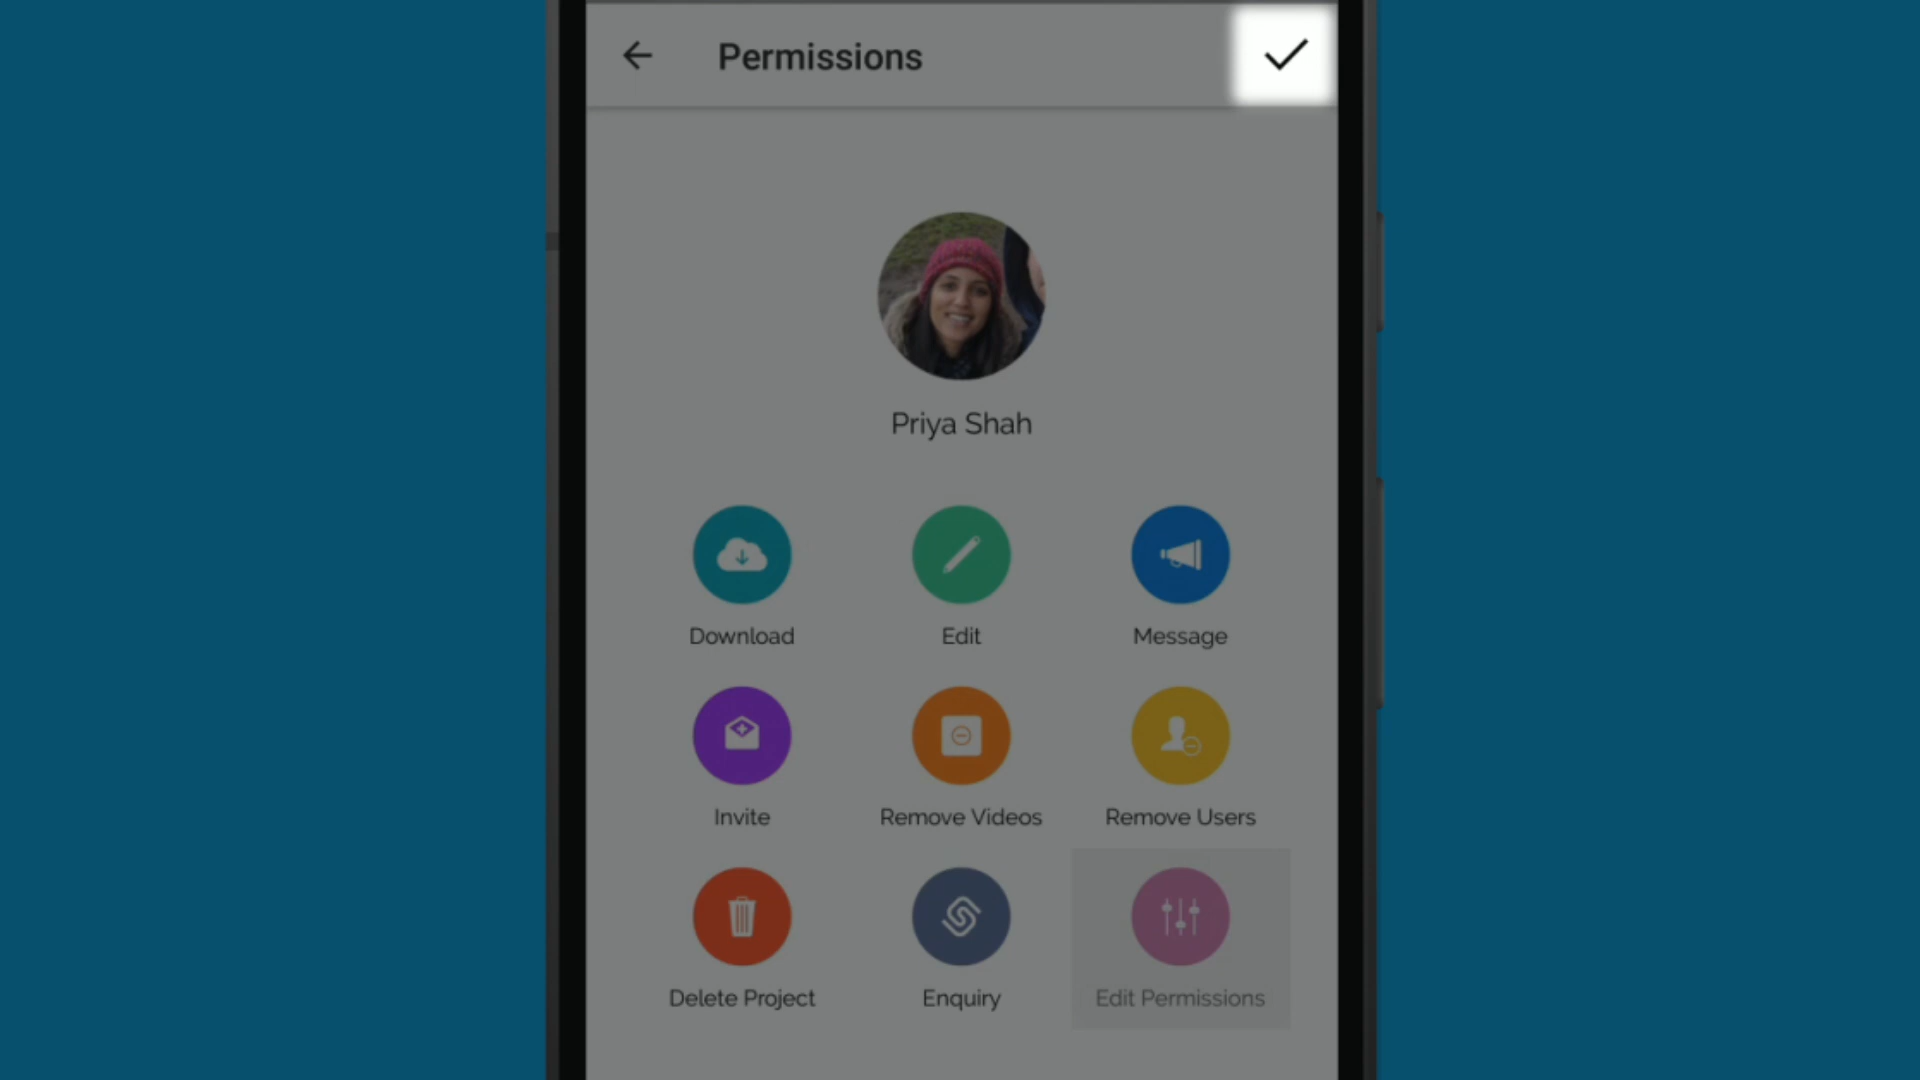 Permissions
Priya Shah
Download
Edit
Message
Invite
Remove Videos
Remove Users
Delete Project
Enquiry
Edit Permissions